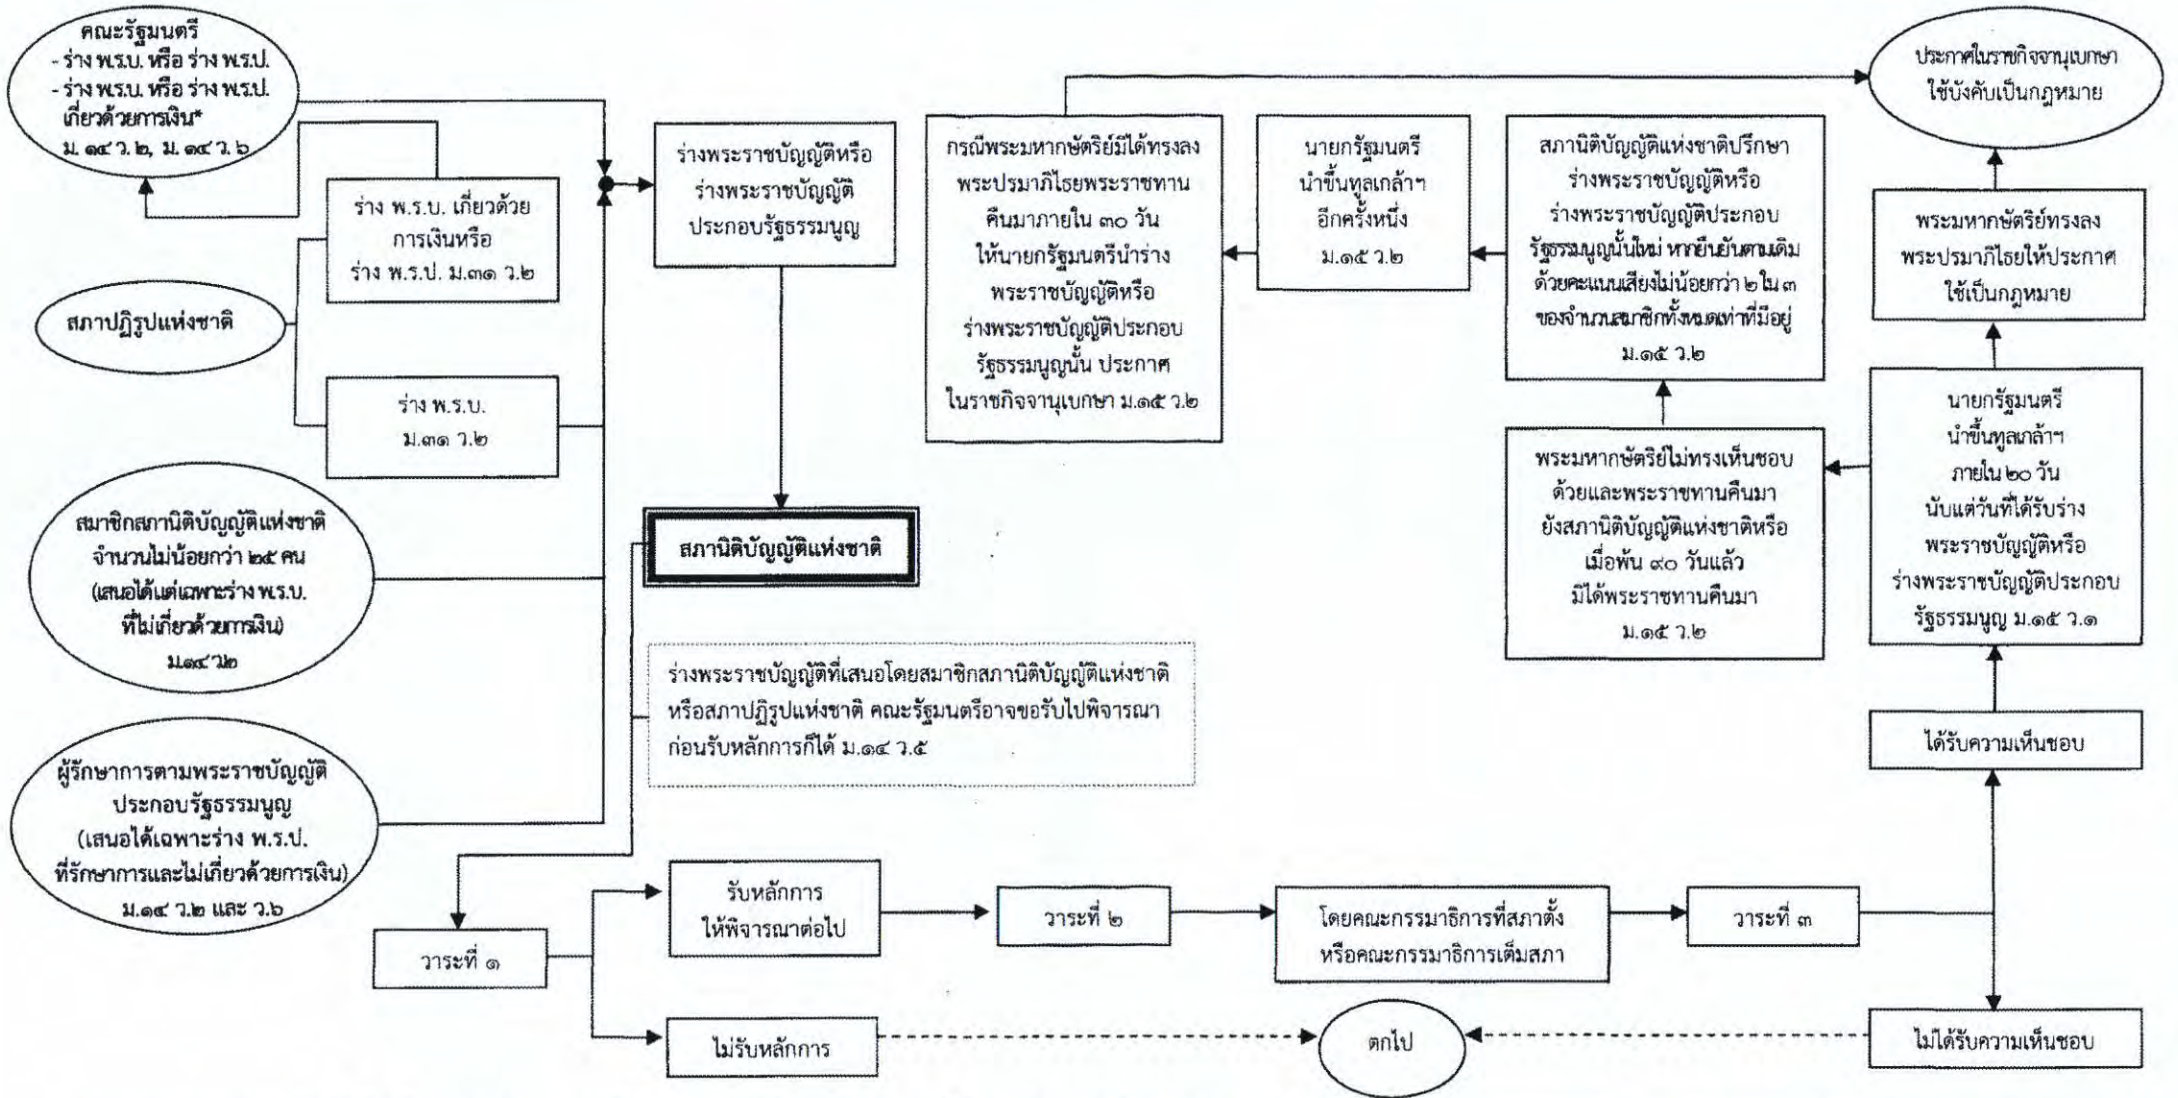 คณะรัฐมนตรี
- ร่าง พ.ร.บ. หรือ ร่าง พ.ร.ป.
- ร่าง พ.ร.บ. หรือ ร่าง พ.ร.ป.
เกี่ยวด้วยการเงิน*
ม. ๑๔ ว. ๒, ม. ๑๔ ว. ๖
ร่าง พ.ร.บ. เกี่ยวด้วย
การเงินหรือ
ร่าง พ.ร.ป. ม.๓๑ ว.๒
สภาปฏิรูปแห่งชาติ
ร่าง พ.ร.บ.
ม.๓๑ ว.๒
สมาชิกสภานิติบัญญัติแห่งชาติ
จำนวนไม่น้อยกว่า ๒๕ คน
(เสนอได้แต่เฉพาะร่าง พ.ร.บ.
ที่ไม่เกี่ยวด้วยการเงิน)
ม.๑๔ ว.๒
ผู้รักษาการตามพระราชบัญญัติ
ประกอบรัฐธรรมนูญ
(เสนอได้เฉพาะร่าง พ.ร.ป.
ที่รักษาการและไม่เกี่ยวด้วยการเงิน)
ม.๑๔ ว.๒ และ ว.๖
ร่างพระราชบัญญัติหรือ
ร่างพระราชบัญญัติ
ประกอบรัฐธรรมนูญ
สภานิติบัญญัติแห่งชาติ
ร่างพระราชบัญญัติที่เสนอโดยสมาชิกสภานิติบัญญัติแห่งชาติ
หรือสภาปฏิรูปแห่งชาติ คณะรัฐมนตรีอาจขอรับไปพิจารณา
ก่อนรับหลักการก็ได้ ม.๑๔ ว.๕
วาระที่ ๑
รับหลักการ
ให้พิจารณาต่อไป
ไม่รับหลักการ
วาระที่ ๒
โดยคณะกรรมาธิการที่สภาตั้ง
หรือคณะกรรมาธิการเต็มสภา
วาระที่ ๓
ตกไป
ไม่ได้รับความเห็นชอบ
ได้รับความเห็นชอบ
นายกรัฐมนตรี
นำขึ้นทูลเกล้าฯ
ภายใน ๒๐ วัน
นับแต่วันที่ได้รับร่าง
พระราชบัญญัติหรือ
ร่างพระราชบัญญัติประกอบ
รัฐธรรมนูญ ม.๑๕ ว.๑
พระมหากษัตริย์ทรงลง
พระปรมาภิไธยให้ประกาศ
ใช้เป็นกฎหมาย
ประกาศในราชกิจจานุเบกษา
ใช้บังคับเป็นกฎหมาย
พระมหากษัตริย์ไม่ทรงเห็นชอบ
ด้วยและพระราชทานคืนมา
ยังสภานิติบัญญัติแห่งชาติหรือ
เมื่อพ้น ๙๐ วันแล้ว
มิได้พระราชทานคืนมา
ม.๑๕ ว.๒
สภานิติบัญญัติแห่งชาติปรึกษา
ร่างพระราชบัญญัติหรือ
ร่างพระราชบัญญัติประกอบ
รัฐธรรมนูญนั้นใหม่ หากยืนยันตามเดิม
ด้วยคะแนนเสียงไม่น้อยกว่า ๒ ใน ๓
ของจำนวนสมาชิกทั้งหมดเท่าที่มีอยู่
ม.๑๕ ว.๒
นายกรัฐมนตรี
นำขึ้นทูลเกล้าฯ
อีกครั้งหนึ่ง
ม.๑๕ ว.๒
กรณีพระมหากษัตริย์มิได้ทรงลง
พระปรมาภิไธยพระราชทาน
คืนมาภายใน ๓๐ วัน
ให้นายกรัฐมนตรีนำร่าง
พระราชบัญญัติหรือ
ร่างพระราชบัญญัติประกอบ
รัฐธรรมนูญนั้น ประกาศ
ในราชกิจจานุเบกษา ม.๑๕ ว.๒